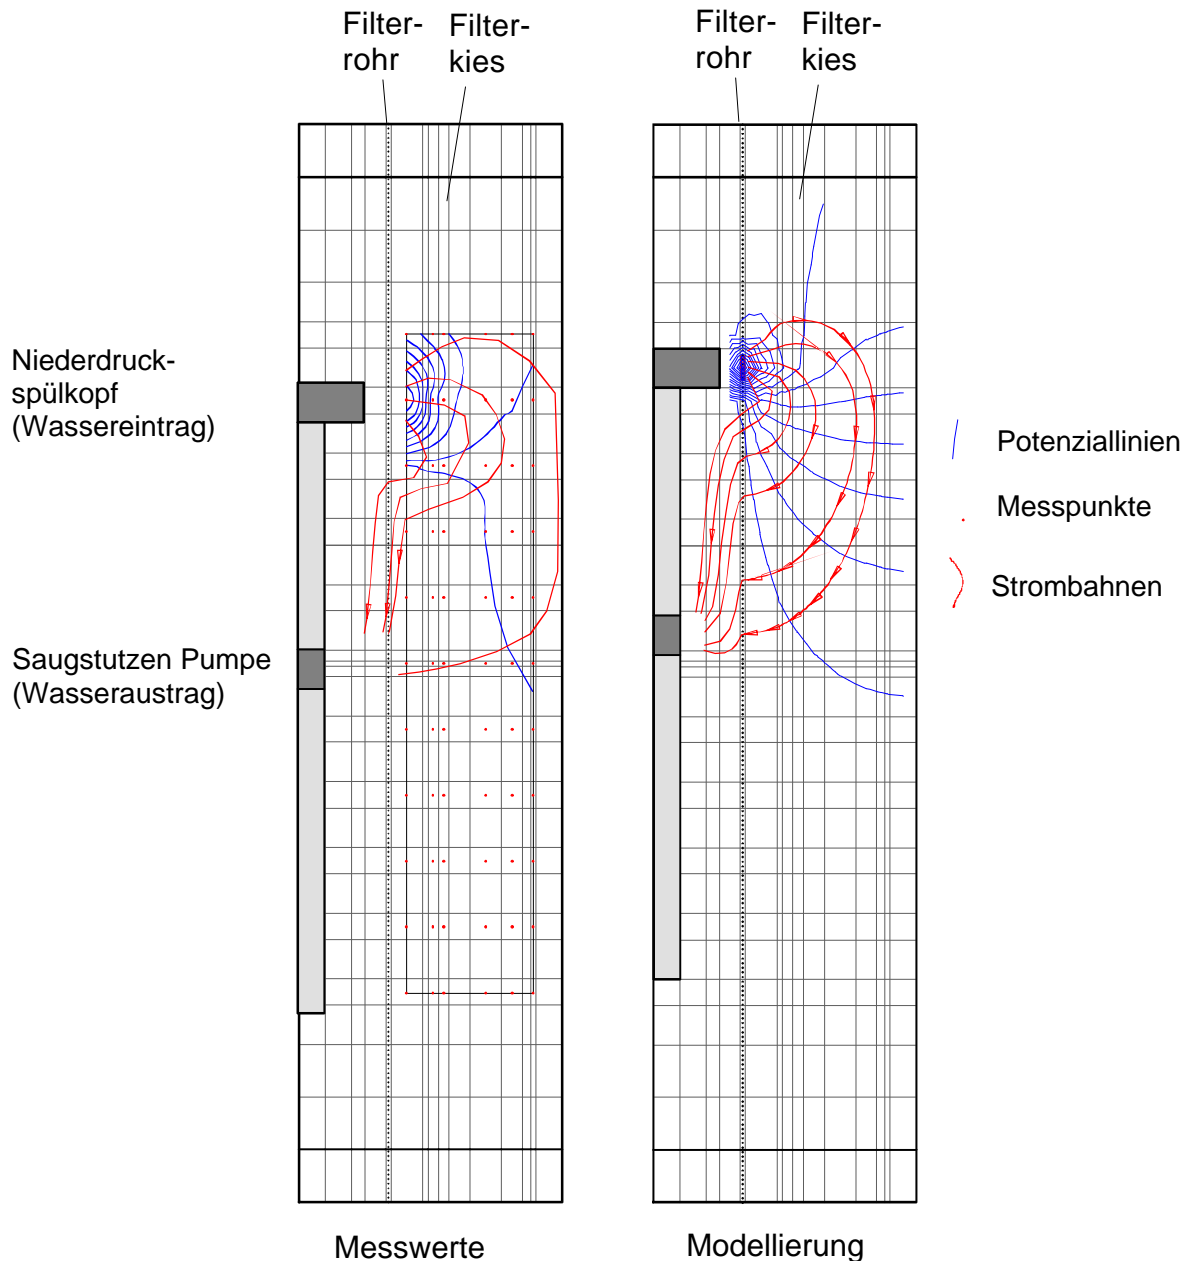 Filter-
rohr
Filter-
kies
Filter-
rohr
Filter-
kies
Niederdruck-
spülkopf
(Wassereintrag)
Potenziallinien
Messpunkte
Strombahnen
Saugstutzen Pumpe
(Wasseraustrag)
Messwerte
Modellierung